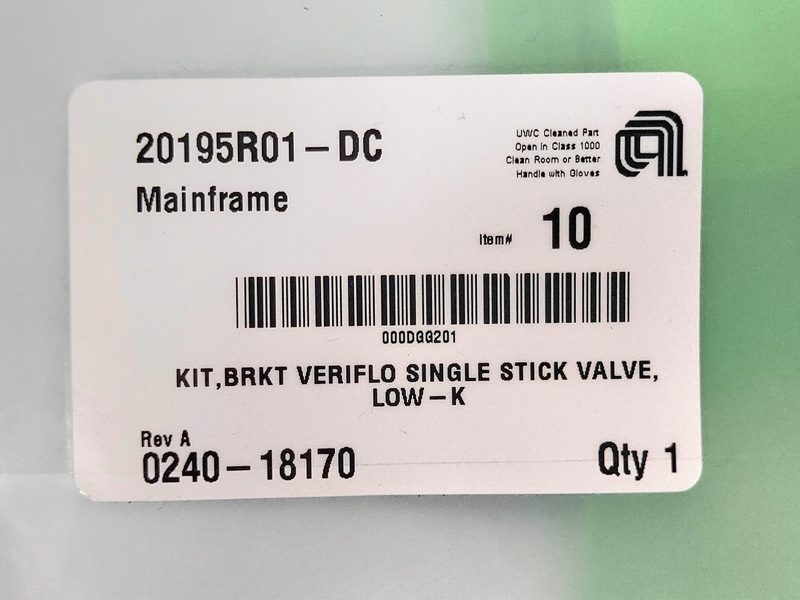 20195R01-DC
UWC Cleaned Part
Open in Class 1000
Clean Room or Better
Handle with Gloves
Mainframe
Item# 10
000DGG201
KIT,BRKT VERIFLO SINGLE STICK VALVE,
LOW-K
Rev A
0240-18170
Qty 1